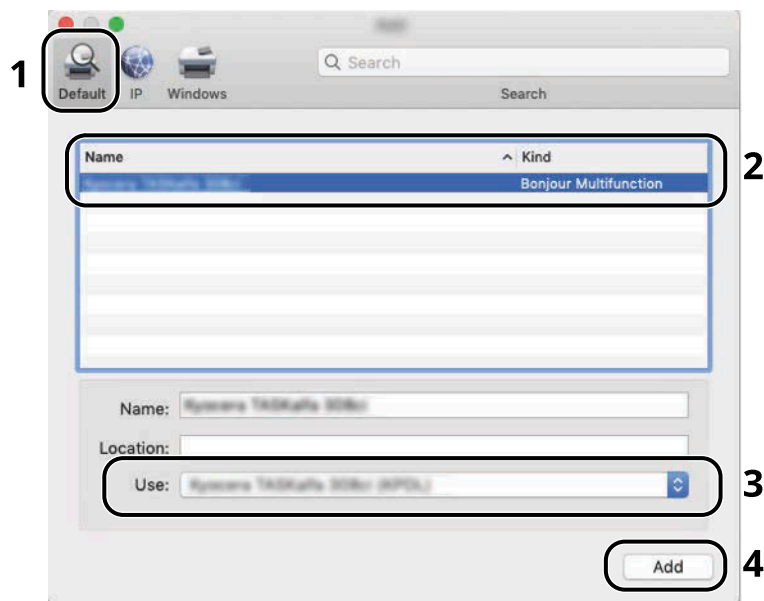 1
Search
Default IP Windows Search
2
Name Kind
Bonjour Multifunction
Name:
Location:
Use:
3
Add
4